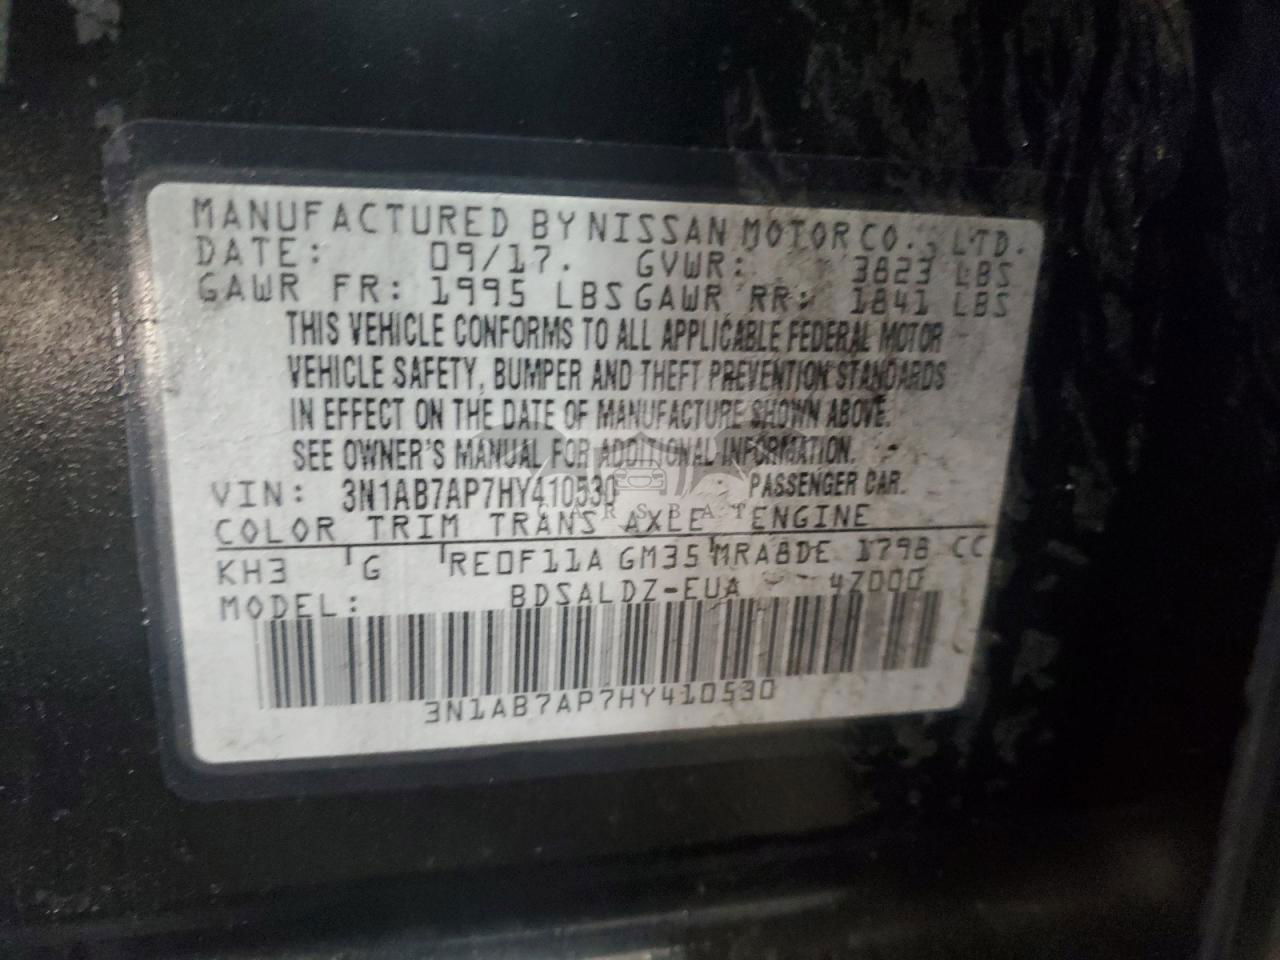 MANUFACTURED BY NISSAN MOTOR CO., LTD.
DATE: 09/17. GVWR: 3823 LBS
GAWR FR: 1995 LBS GAWR RR: 1841 LBS
THIS VEHICLE CONFORMS TO ALL APPLICABLE FEDERAL MOTOR
VEHICLE SAFETY, BUMPER AND THEFT PREVENTION STANDARDS
IN EFFECT ON THE DATE OF MANUFACTURE SHOWN ABOVE.
SEE OWNER'S MANUAL FOR ADDITIONAL INFORMATION.
VIN: 3N1AB7AP7HY410530 PASSENGER CAR.
CARSBAT
COLOR TRIM TRANS AXLE ENGINE
KH3 G RE0F11A GM35 MRA8DE 1798 CC
MODEL: BDSALDZ-EUA 4Z000
3N1AB7AP7HY410530